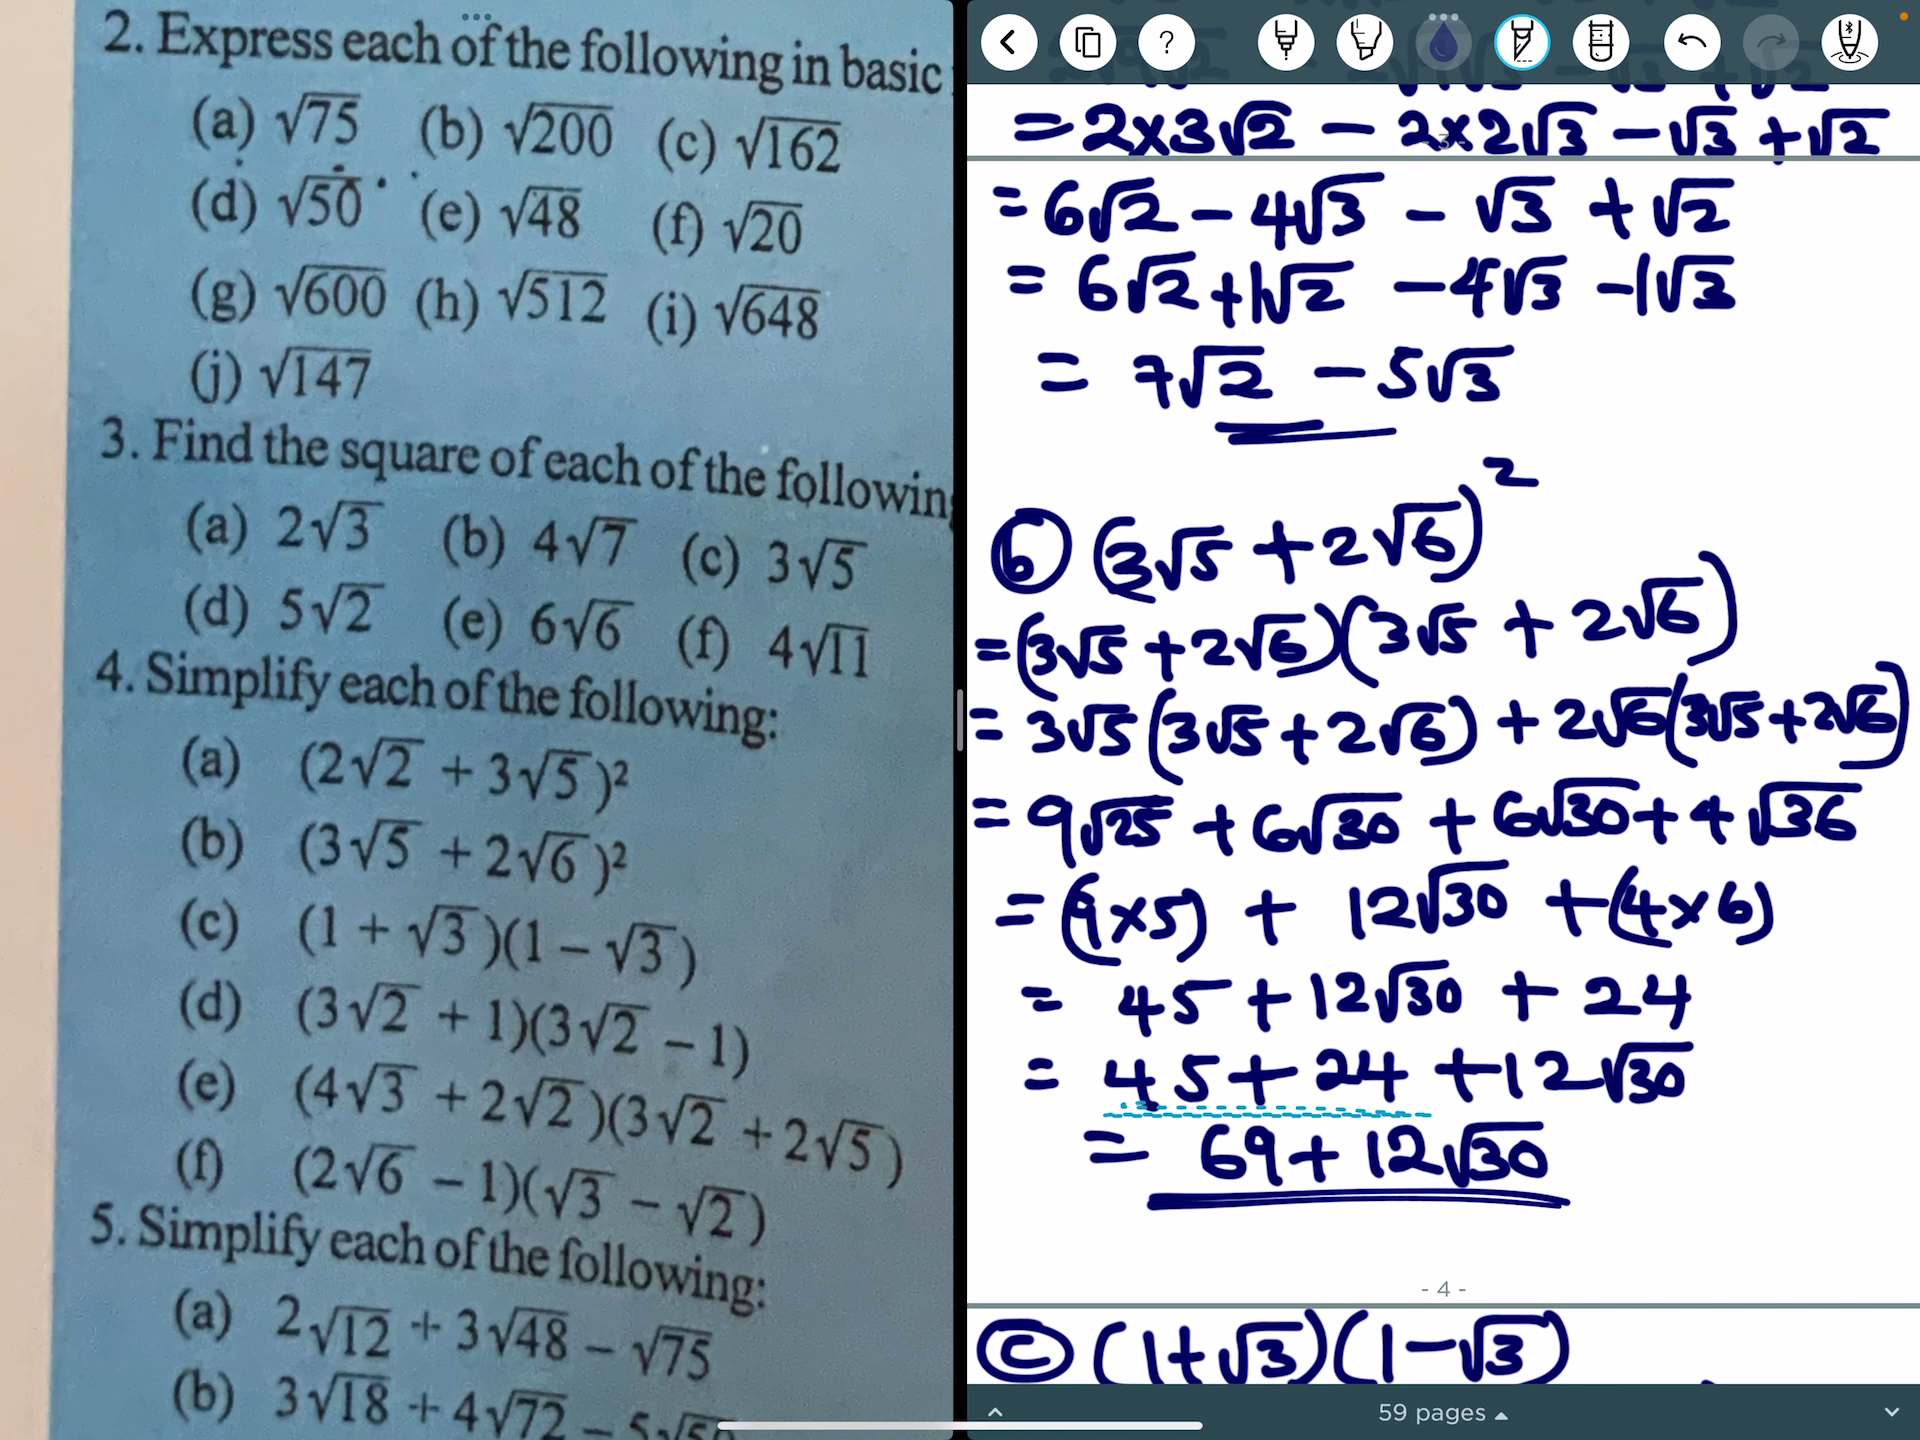 2. Express each of the following in basic
(a) √75 (b) √200 (c) √162
(d) √50 (e) √48 (f) √20
(g) √600 (h) √512 (i) √648
(j) √147
3. Find the square of each of the followin
(a) 2√3 (b) 4√7 (c) 3√5
(d) 5√2 (e) 6√6 (f) 4√11
4. Simplify each of the following:
(a) (2√2 + 3√5)²
(b) (3√5 + 2√6)²
(c) (1 + √3)(1 – √3)
(d) (3√2 + 1)(3√2 – 1)
(e) (4√3 + 2√2)(3√2 + 2√5)
(f) (2√6 – 1)(√3 – √2)
5. Simplify each of the following:
(a) 2√12 + 3√48 – √75
(b) 3√18 + 4√72 – 5√5
?
= 2×3√2 – 2×2√3 – √3 + √2
- 3 -
= 6√2 – 4√3 – √3 + √2
= 6√2 + 1√2 – 4√3 – 1√3
= 7√2 – 5√3
(b) (3√5 + 2√6)²
= (3√5 + 2√6)(3√5 + 2√6)
= 3√5(3√5 + 2√6) + 2√6(3√5 + 2√6)
= 9√25 + 6√30 + 6√30 + 4√36
= (9×5) + 12√30 + (4×6)
= 45 + 12√30 + 24
= 45 + 24 + 12√30
= 69 + 12√30
- 4 -
(c) (1+√3)(1–√3)
59 pages